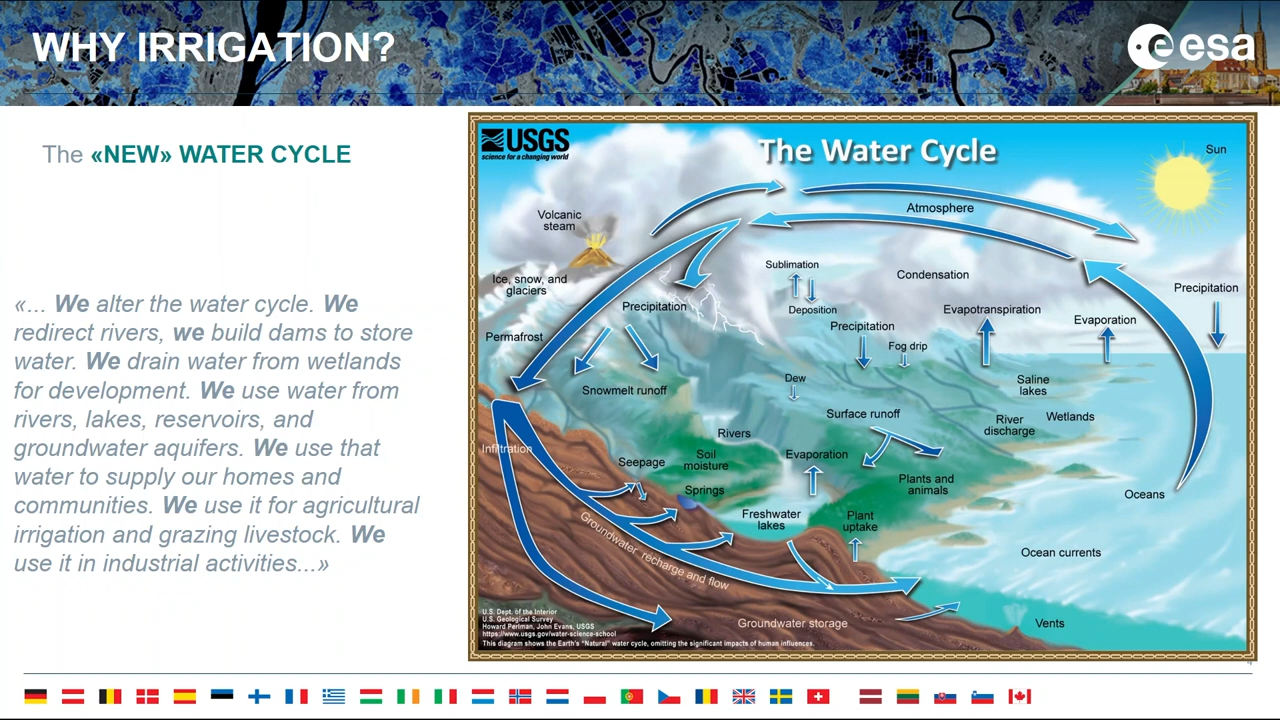 WHY IRRIGATION?
esa
The «NEW» WATER CYCLE
«... We alter the water cycle. We
redirect rivers, we build dams to store
water. We drain water from wetlands
for development. We use water from
rivers, lakes, reservoirs, and
groundwater aquifers. We use that
water to supply our homes and
communities. We use it for agricultural
irrigation and grazing livestock. We
use it in industrial activities...»
USGS
science for a changing world
The Water Cycle
Sun
Volcanic
steam
Atmosphere
Ice, snow, and
glaciers
Sublimation
Condensation
Precipitation
Precipitation
Deposition
Evapotranspiration
Evaporation
Permafrost
Precipitation
Fog drip
Snowmelt runoff
Dew
Saline
lakes
Surface runoff
River
discharge
Wetlands
Rivers
Infiltration
Seepage
Soil
moisture
Evaporation
Springs
Plants and
animals
Oceans
Freshwater
lakes
Plant
uptake
Groundwater recharge and flow
Ocean currents
Groundwater storage
Vents
U.S. Dept. of the Interior
U.S. Geological Survey
Howard Perlman, John Evans, USGS
https://www.usgs.gov/water-science-school
This diagram shows the Earth's "Natural" water cycle, omitting the significant impacts of human influences.